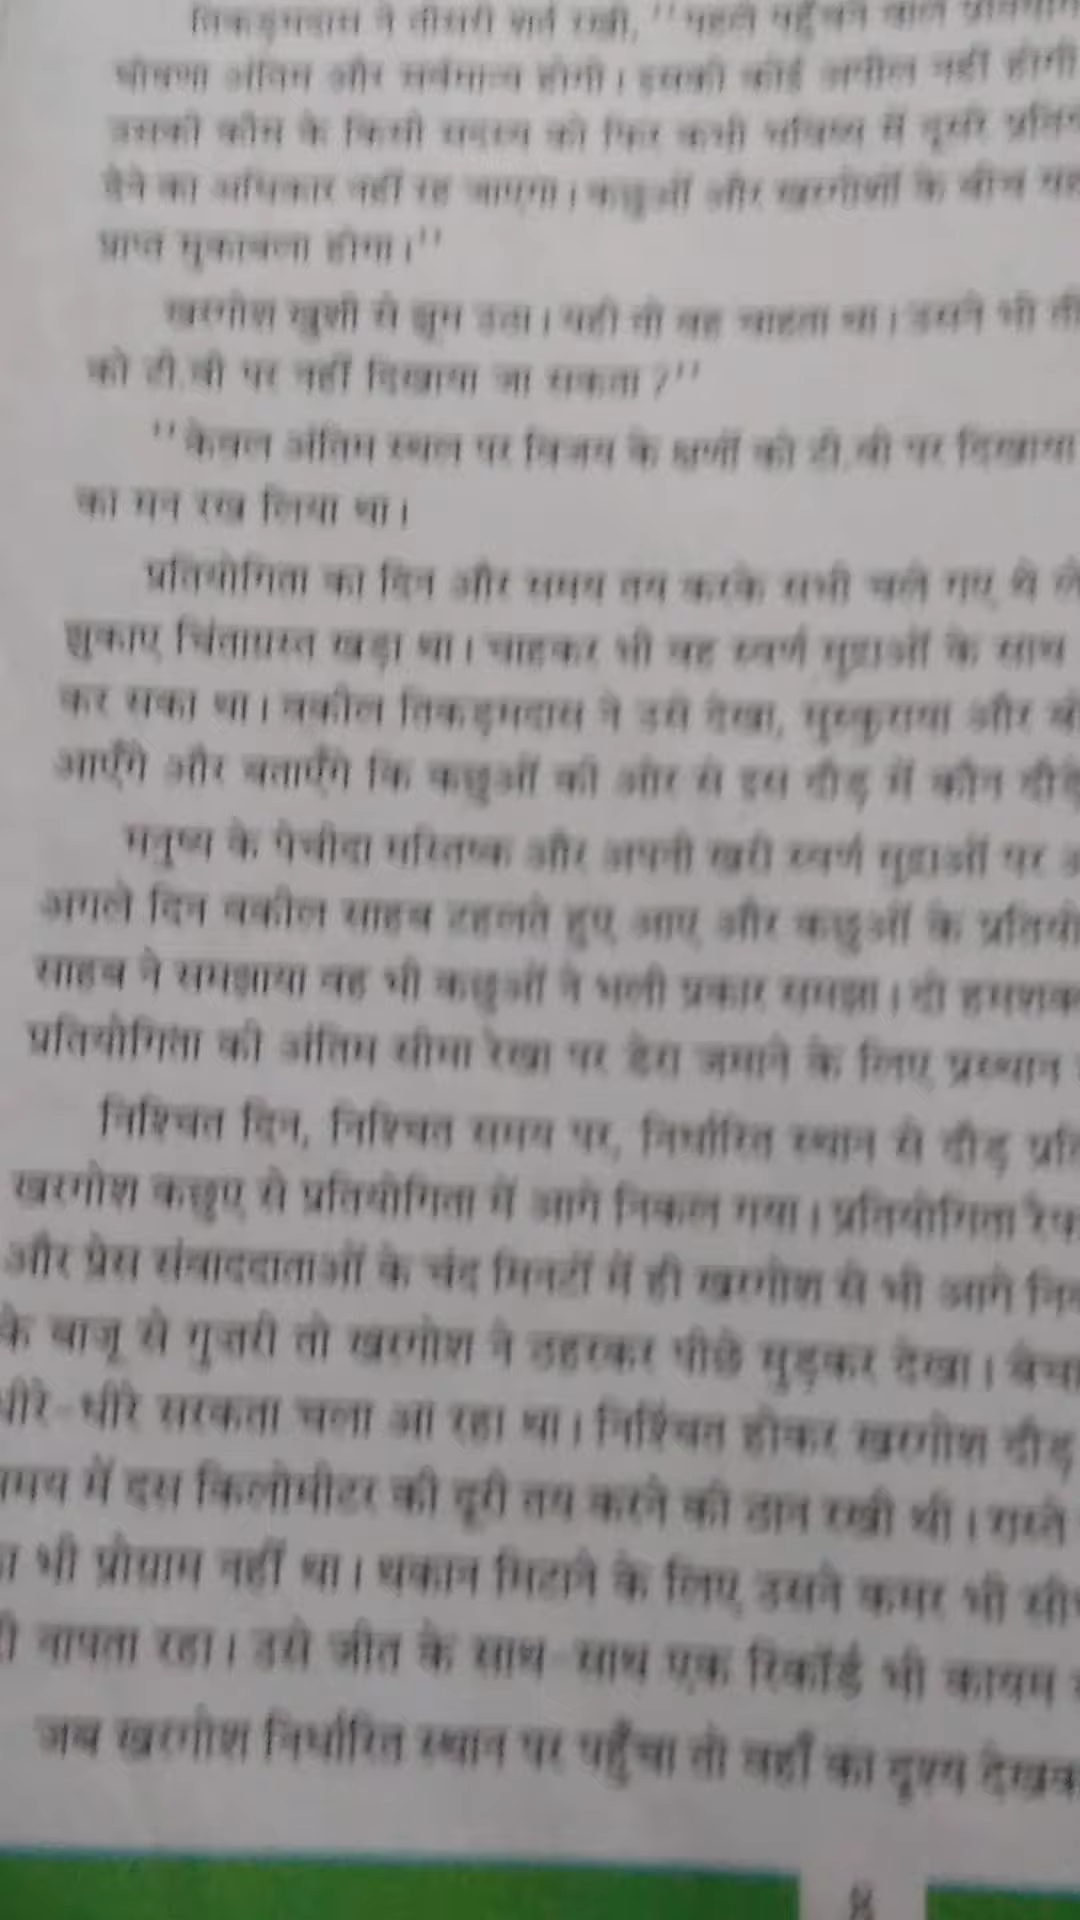 तिकड़मदास ने तीसरी शर्त रखी, "पहले पहुँचने वाले
घोषणा अंतिम और सर्वमान्य होगी। इसकी कोई अपील नहीं होगी
उसकी कौम के किसी सदस्य को फिर कभी भविष्य में दूसरे
देने का अधिकार नहीं रह जाएगा। कछुओं और खरगोशों के बीच यह
प्राप्त मुकाबला होगा।"
खरगोश खुशी से झूम उठा। यही तो वह चाहता था। उसने भी
को टी.वी पर नहीं दिखाया जा सकता ?"
"केवल अंतिम स्थल पर विजय के क्षणों को टी.वी पर दिखाया
का मन रख लिया था।
प्रतियोगिता का दिन और समय तय करके सभी चले गए थे
झुकाए चिंताग्रस्त खड़ा था। चाहकर भी वह स्वर्ण मुद्राओं के साथ
कर सका था। वकील तिकड़मदास ने उसे देखा, मुस्कुराया और
आएँगे और बताएँगे कि कछुओं की ओर से इस दौड़ में कौन
मनुष्य के पेचीदा मस्तिष्क और अपनी खरी स्वर्ण मुद्राओं पर
अगले दिन वकील साहब टहलते हुए आए और कछुओं के
साहब ने समझाया वह भी कछुओं ने भली प्रकार समझा। दो
प्रतियोगिता की अंतिम सीमा रेखा पर डेरा जमाने के लिए प्रस्थान
निश्चित दिन, निश्चित समय पर, निर्धारित स्थान से दौड़
खरगोश कछुए से प्रतियोगिता में आगे निकल गया। प्रतियोगिता
और प्रेस संवाददाताओं के चंद मिनटों में ही खरगोश से भी आगे
के बाजू से गुजरी तो खरगोश ने ठहरकर पीछे मुड़कर देखा।
धीरे-धीरे सरकता चला आ रहा था। निश्चिंत होकर खरगोश दौड़
में दस किलोमीटर की दूरी तय करने की ठान रखी थी। रास्ते
भी प्रोग्राम नहीं था। थकान मिटाने के लिए उसने कमर भी
नापता रहा। उसे जीत के साथ-साथ एक रिकॉर्ड भी कायम
जब खरगोश निर्धारित स्थान पर पहुँचा तो वहाँ का दृश्य